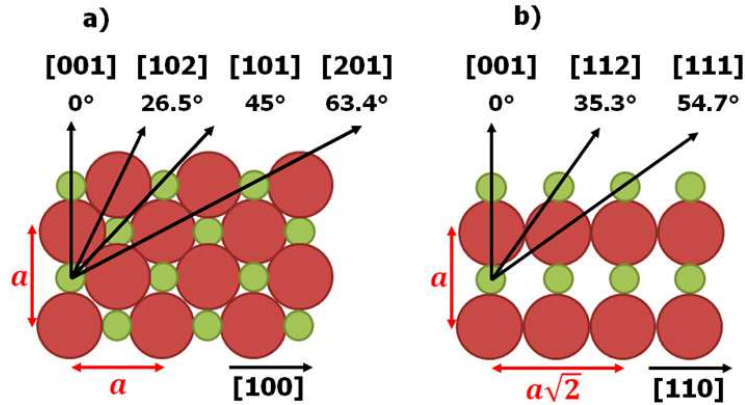 a)
[001] [102] [101] [201]
0° 26.5° 45° 63.4°
a
a
[100]
b)
[001] [112] [111]
0° 35.3° 54.7°
a
a√2
[110]